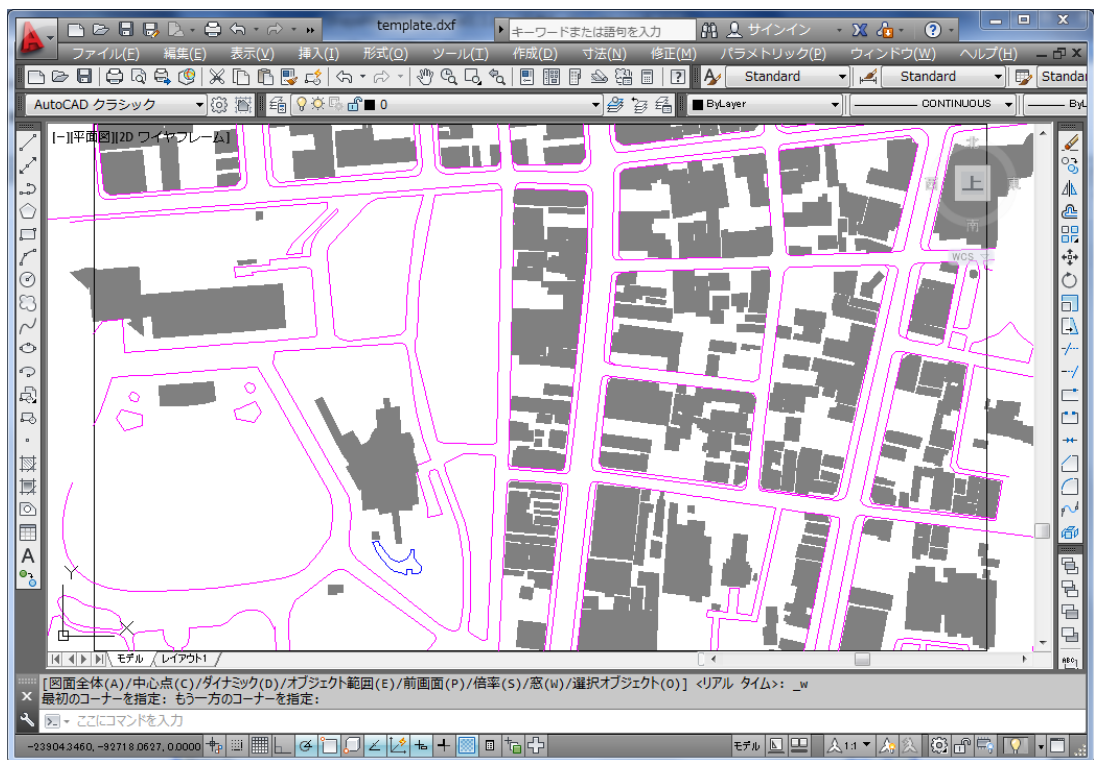 template.dxf
キーワードまたは語句を入力
サインイン
ファイル(F) 編集(E) 表示(V) 挿入(I) 形式(O) ツール(T) 作成(D) 寸法(N) 修正(M) パラメトリック(P) ウィンドウ(W) ヘルプ(H)
Standard Standard Standa
AutoCAD クラシック 0 ByLayer CONTINUOUS ByL
[−][平面図][2D ワイヤフレーム]
北
西 上 東
南
WCS
Y
X
モデル レイアウト1
[図面全体(A)/中心点(C)/ダイナミック(D)/オブジェクト範囲(E)/前画面(P)/倍率(S)/窓(W)/選択オブジェクト(O)] <リアル タイム>: _w
最初のコーナーを指定: もう一方のコーナーを指定:
ここにコマンドを入力
-23904.3460, -92718.0627, 0.0000 モデル 1:1